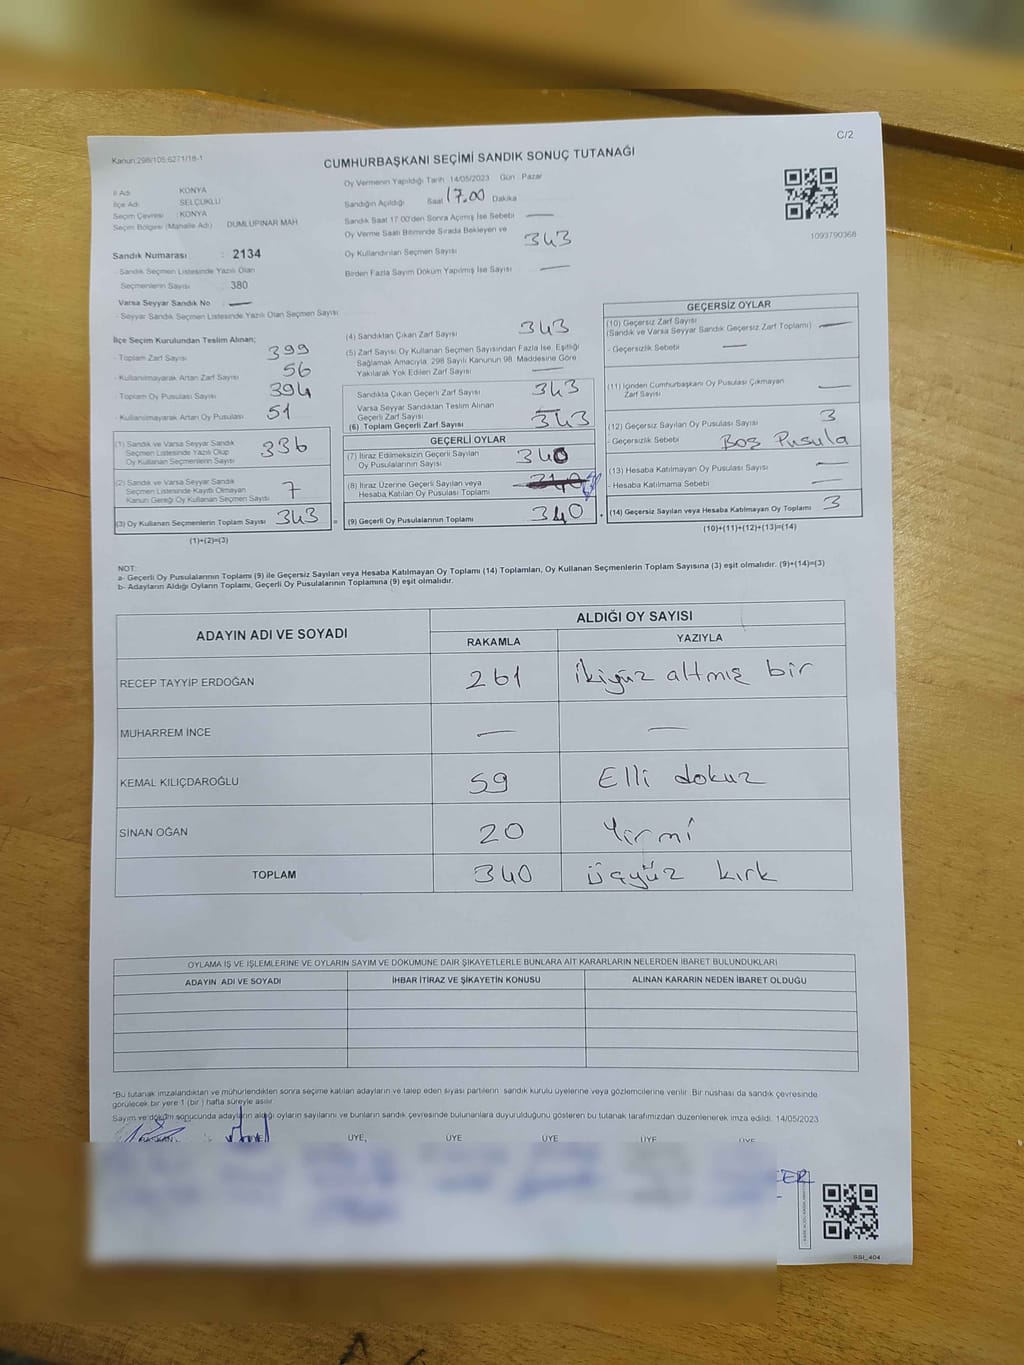 C/2
Kanun:298/105 6271/18-1
CUMHURBAŞKANI SEÇİMİ SANDIK SONUÇ TUTANAĞI
İl Adı : KONYA
İlçe Adı : SELÇUKLU
Seçim Çevresi : KONYA
Seçim Bölgesi (Mahalle Adı) : DUMLUPINAR MAH
Sandık Numarası : 2134
- Sandık Seçmen Listesinde Yazılı Olan
Seçmenlerin Sayısı : 380
Varsa Seyyar Sandık No : —
- Seyyar Sandık Seçmen Listesinde Yazılı Olan Seçmen Sayısı
Oy Vermenin Yapıldığı Tarih 14/05/2023 Gün Pazar
Sandığın Açıldığı Saat 17.00 Dakika
Sandık Saat 17:00'den Sonra Açılmış İse Sebebi —
Oy Verme Saati Bitiminde Sırada Bekleyen ve
Oy Kullandırılan Seçmen Sayısı 343
Birden Fazla Sayım Döküm Yapılmış İse Sayısı —
1093790368
İlçe Seçim Kurulundan Teslim Alınan;
- Toplam Zarf Sayısı 399
- Kullanılmayarak Artan Zarf Sayısı 56
- Toplam Oy Pusulası Sayısı 394
- Kullanılmayarak Artan Oy Pusulası 51
(1) Sandık ve Varsa Seyyar Sandık
Seçmen Listesinde Yazılı Olup
Oy Kullanan Seçmenlerin Sayısı 336
(2) Sandık ve Varsa Seyyar Sandık
Seçmen Listesinde Kayıtlı Olmayan
Kanun Gereği Oy Kullanan Seçmen Sayısı 7
(3) Oy Kullanan Seçmenlerin Toplam Sayısı 343 =
(1)+(2)=(3)
(4) Sandıktan Çıkan Zarf Sayısı 343
(5) Zarf Sayısı Oy Kullanan Seçmen Sayısından Fazla İse, Eşitliği
Sağlamak Amacıyla, 298 Sayılı Kanunun 98. Maddesine Göre
Yakılarak Yok Edilen Zarf Sayısı —
Sandıkta Çıkan Geçerli Zarf Sayısı 343
Varsa Seyyar Sandıktan Teslim Alınan
Geçerli Zarf Sayısı —
(6) Toplam Geçerli Zarf Sayısı 343
GEÇERLİ OYLAR
(7) İtiraz Edilmeksizin Geçerli Sayılan
Oy Pusulalarının Sayısı 340
(8) İtiraz Üzerine Geçerli Sayılan veya
Hesaba Katılan Oy Pusulası Toplamı
(9) Geçerli Oy Pusulalarının Toplamı 340 +
GEÇERSİZ OYLAR
(10) Geçersiz Zarf Sayısı
(Sandık ve Varsa Seyyar Sandık Geçersiz Zarf Toplamı) —
- Geçersizlik Sebebi —
(11) İçinden Cumhurbaşkanı Oy Pusulası Çıkmayan
Zarf Sayısı —
(12) Geçersiz Sayılan Oy Pusulası Sayısı 3
- Geçersizlik Sebebi Boş Pusula
(13) Hesaba Katılmayan Oy Pusulası Sayısı —
- Hesaba Katılmama Sebebi —
(14) Geçersiz Sayılan veya Hesaba Katılmayan Oy Toplamı 3
(10)+(11)+(12)+(13)=(14)
NOT:
a- Geçerli Oy Pusulalarının Toplamı (9) ile Geçersiz Sayılan veya Hesaba Katılmayan Oy Toplamı (14) Toplamları, Oy Kullanan Seçmenlerin Toplam Sayısına (3) eşit olmalıdır. (9)+(14)=(3)
b- Adayların Aldığı Oyların Toplamı, Geçerli Oy Pusulalarının Toplamına (9) eşit olmalıdır.
ADAYIN ADI VE SOYADI ALDIĞI OY SAYISI
RAKAMLA YAZIYLA
RECEP TAYYİP ERDOĞAN 261 ikiyüz altmış bir
MUHARREM İNCE — —
KEMAL KILIÇDAROĞLU 59 Elli dokuz
SİNAN OĞAN 20 Yirmi
TOPLAM 340 üçyüz kırk
OYLAMA İŞ VE İŞLEMLERİNE VE OYLARIN SAYIM VE DÖKÜMÜNE DAİR ŞİKAYETLERLE BUNLARA AİT KARARLARIN NELERDEN İBARET BULUNDUKLARI
ADAYIN ADI VE SOYADI İHBAR İTİRAZ VE ŞİKAYETİN KONUSU ALINAN KARARIN NEDEN İBARET OLDUĞU
*Bu tutanak imzalandıktan ve mühürlendikten sonra seçime katılan adayların ve talep eden siyasi partilerin sandık kurulu üyelerine veya gözlemcilerine verilir. Bir nushası da sandık çevresinde
görülecek bir yere 1 (bir ) hafta süreyle asılır.
Sayım ve döküm sonucunda adayların aldığı oyların sayılarını ve bunların sandık çevresinde bulunanlara duyurulduğunu gösteren bu tutanak tarafımızdan düzenlenerek imza edildi. 14/05/2023
BAŞKAN ÜYE, ÜYE, ÜYE ÜYE ÜYE ÜYE
SSİ_404